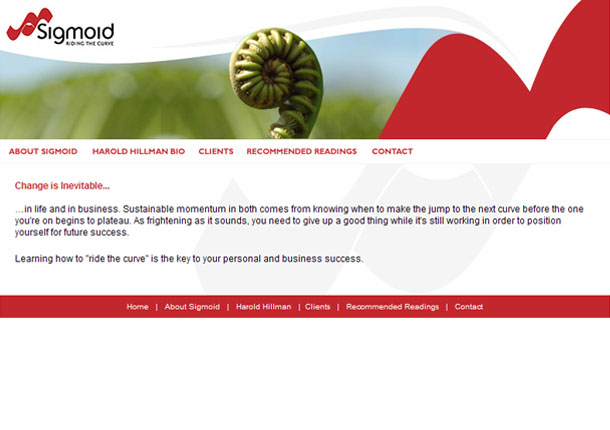 Sigmoid
RIDING THE CURVE
ABOUT SIGMOID HAROLD HILLMAN BIO CLIENTS RECOMMENDED READINGS CONTACT
Change is Inevitable...
...in life and in business. Sustainable momentum in both comes from knowing when to make the jump to the next curve before the one
you're on begins to plateau. As frightening as it sounds, you need to give up a good thing while it's still working in order to position
yourself for future success.
Learning how to "ride the curve" is the key to your personal and business success.
Home | About Sigmoid | Harold Hillman | Clients | Recommended Readings | Contact